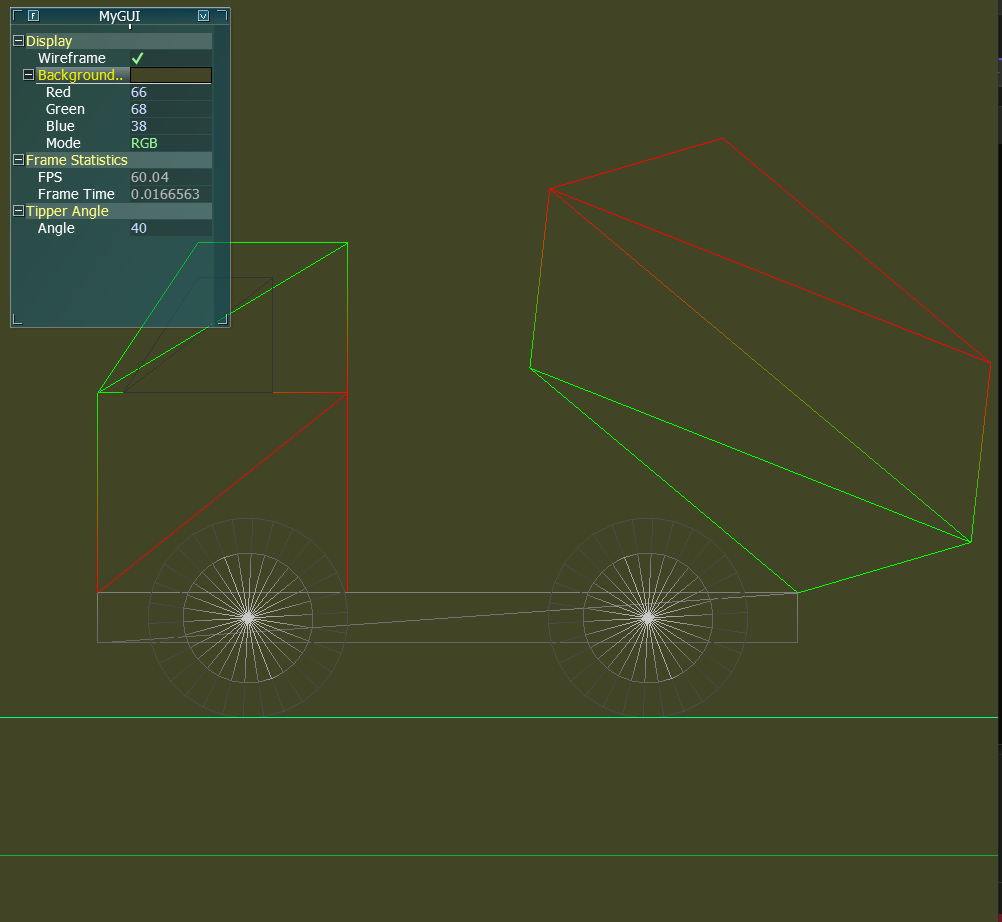 MyGUI
Display
Wireframe
Background..
Red 66
Green 68
Blue 38
Mode RGB
Frame Statistics
FPS 60.04
Frame Time 0.0166563
Tipper Angle
Angle 40